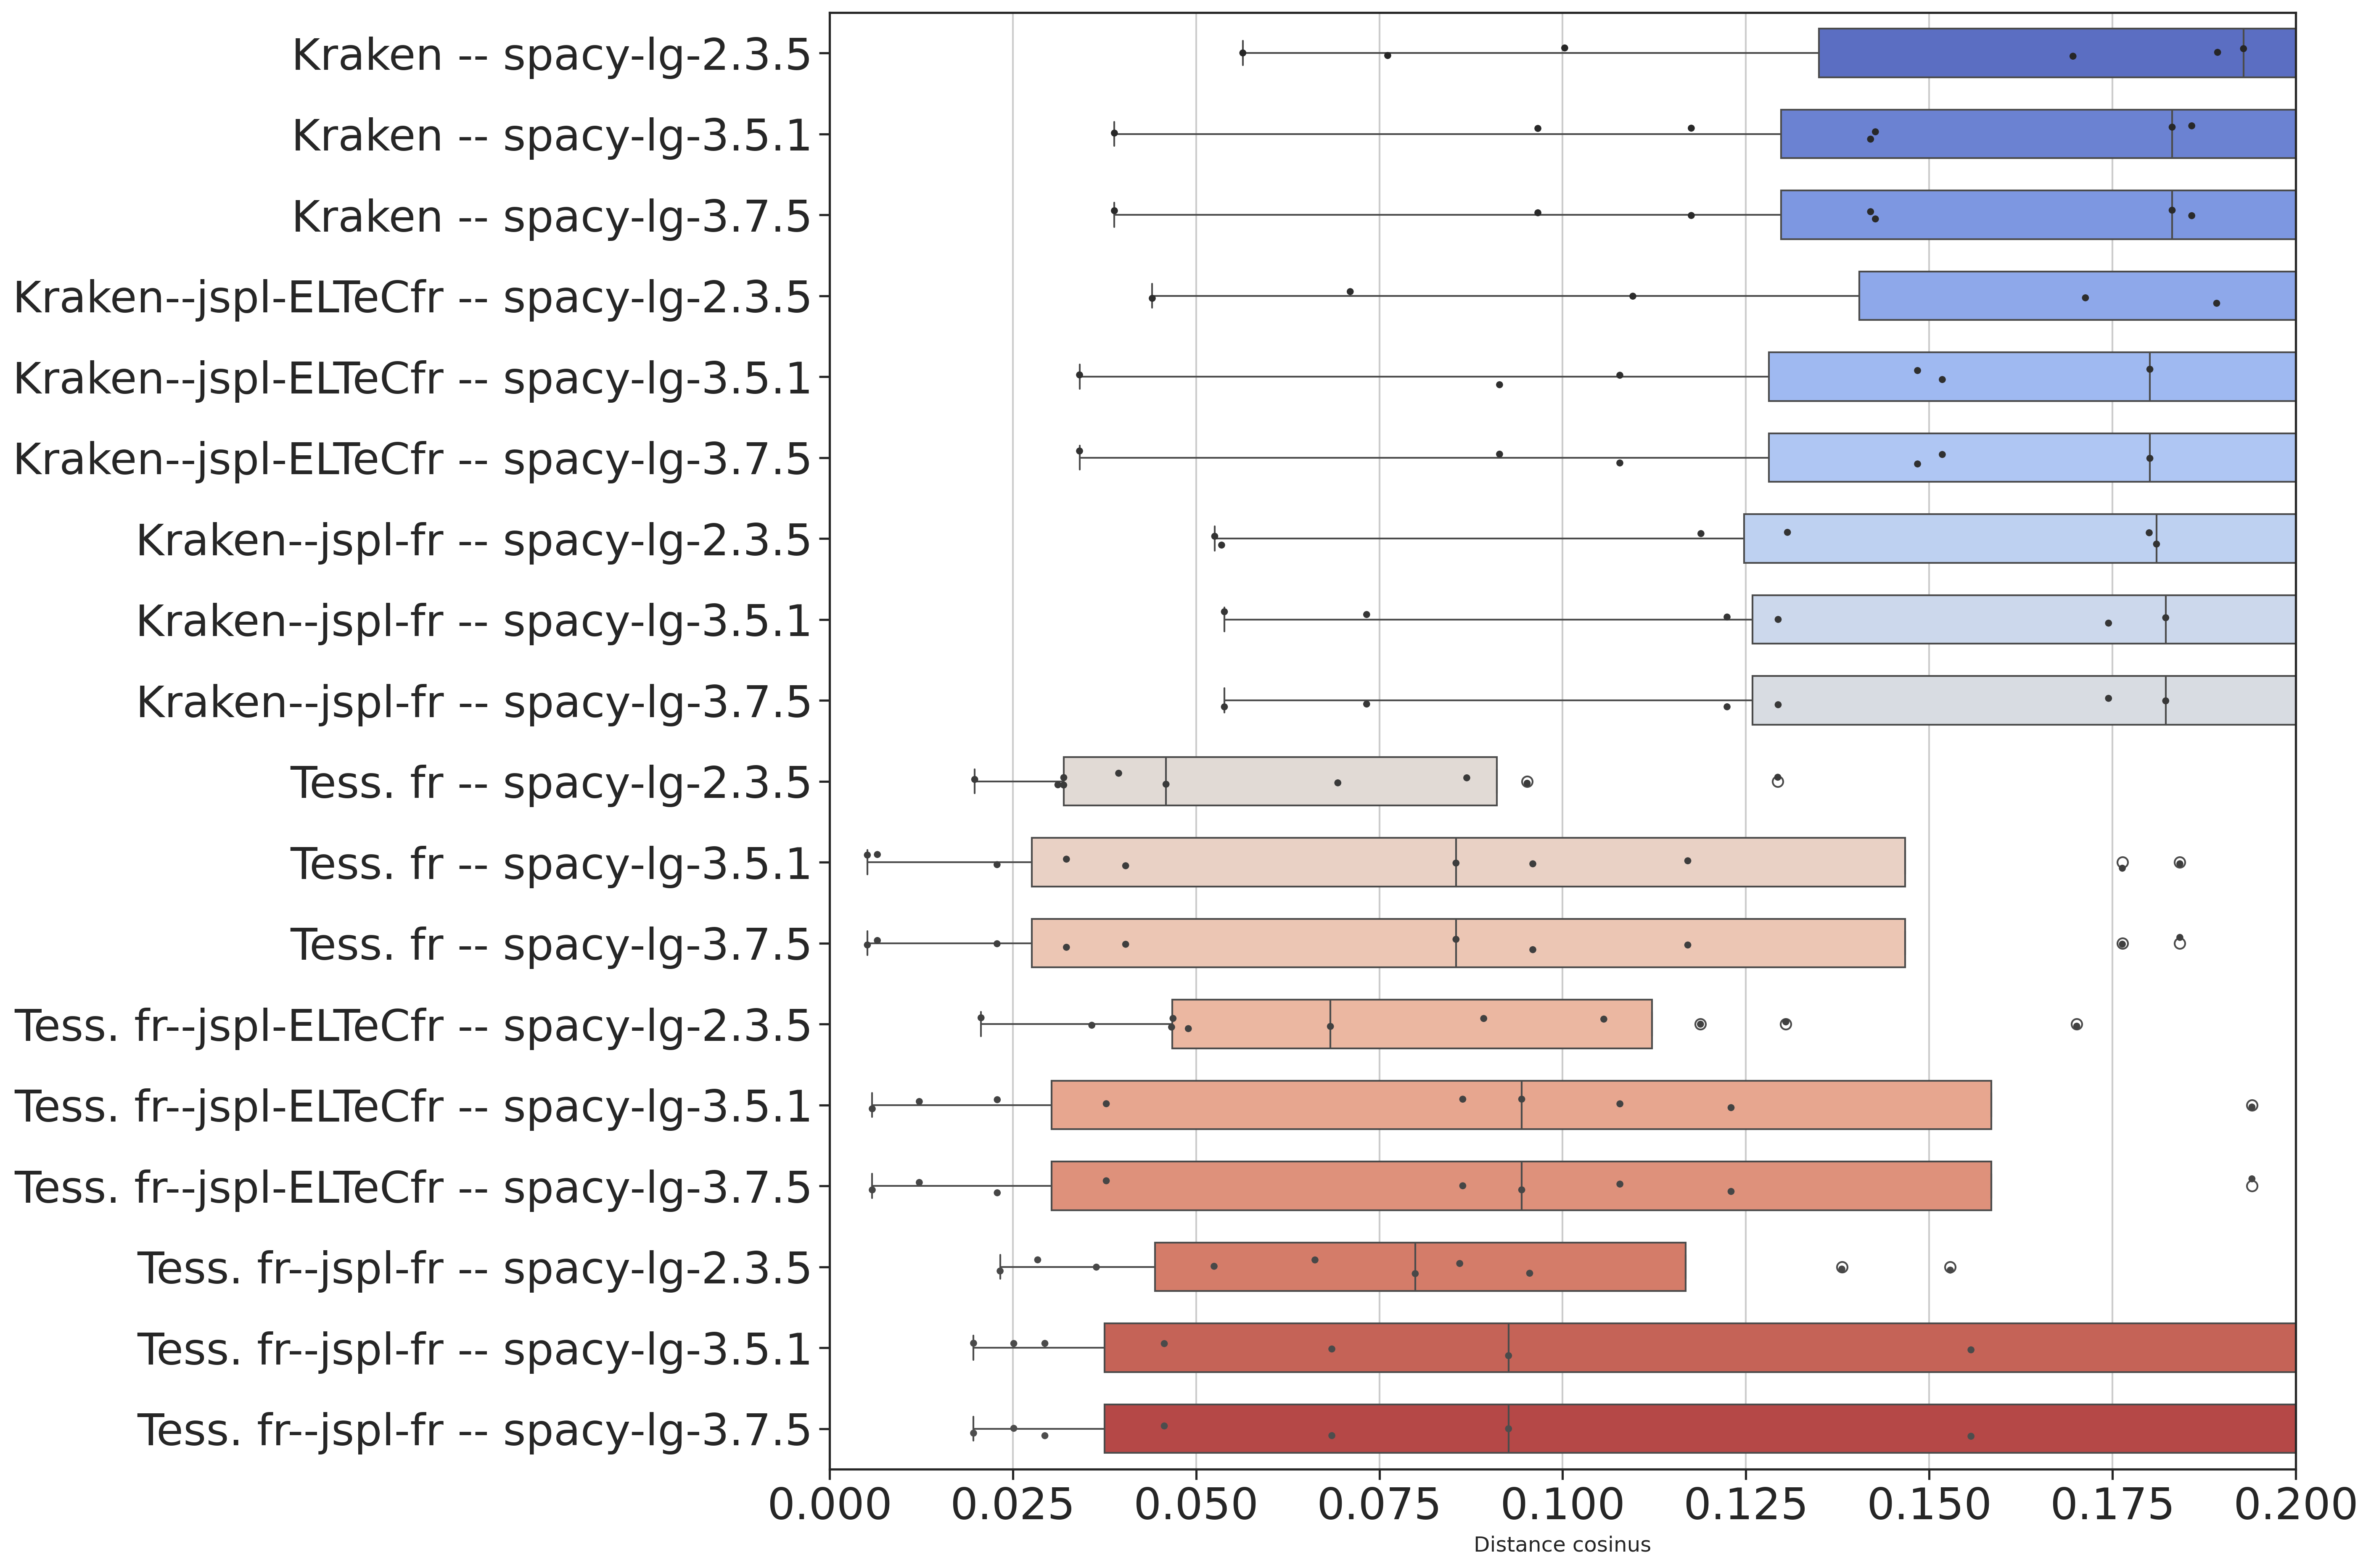 Kraken -- spacy-lg-2.3.5
Kraken -- spacy-lg-3.5.1
Kraken -- spacy-lg-3.7.5
Kraken--jspl-ELTeCfr -- spacy-lg-2.3.5
Kraken--jspl-ELTeCfr -- spacy-lg-3.5.1
Kraken--jspl-ELTeCfr -- spacy-lg-3.7.5
Kraken--jspl-fr -- spacy-lg-2.3.5
Kraken--jspl-fr -- spacy-lg-3.5.1
Kraken--jspl-fr -- spacy-lg-3.7.5
Tess. fr -- spacy-lg-2.3.5
Tess. fr -- spacy-lg-3.5.1
Tess. fr -- spacy-lg-3.7.5
Tess. fr--jspl-ELTeCfr -- spacy-lg-2.3.5
Tess. fr--jspl-ELTeCfr -- spacy-lg-3.5.1
Tess. fr--jspl-ELTeCfr -- spacy-lg-3.7.5
Tess. fr--jspl-fr -- spacy-lg-2.3.5
Tess. fr--jspl-fr -- spacy-lg-3.5.1
Tess. fr--jspl-fr -- spacy-lg-3.7.5
0.000 0.025 0.050 0.075 0.100 0.125 0.150 0.175 0.200
Distance cosinus